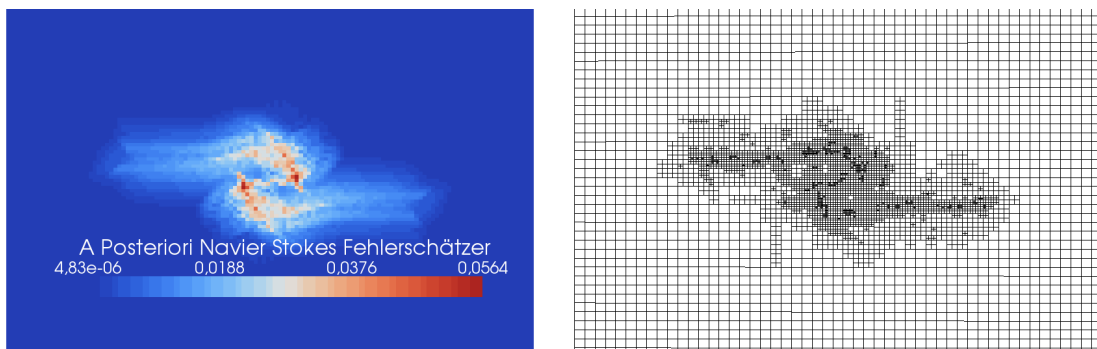 A Posteriori Navier Stokes Fehlerschätzer
4,83e-06 0,0188 0,0376 0,0564